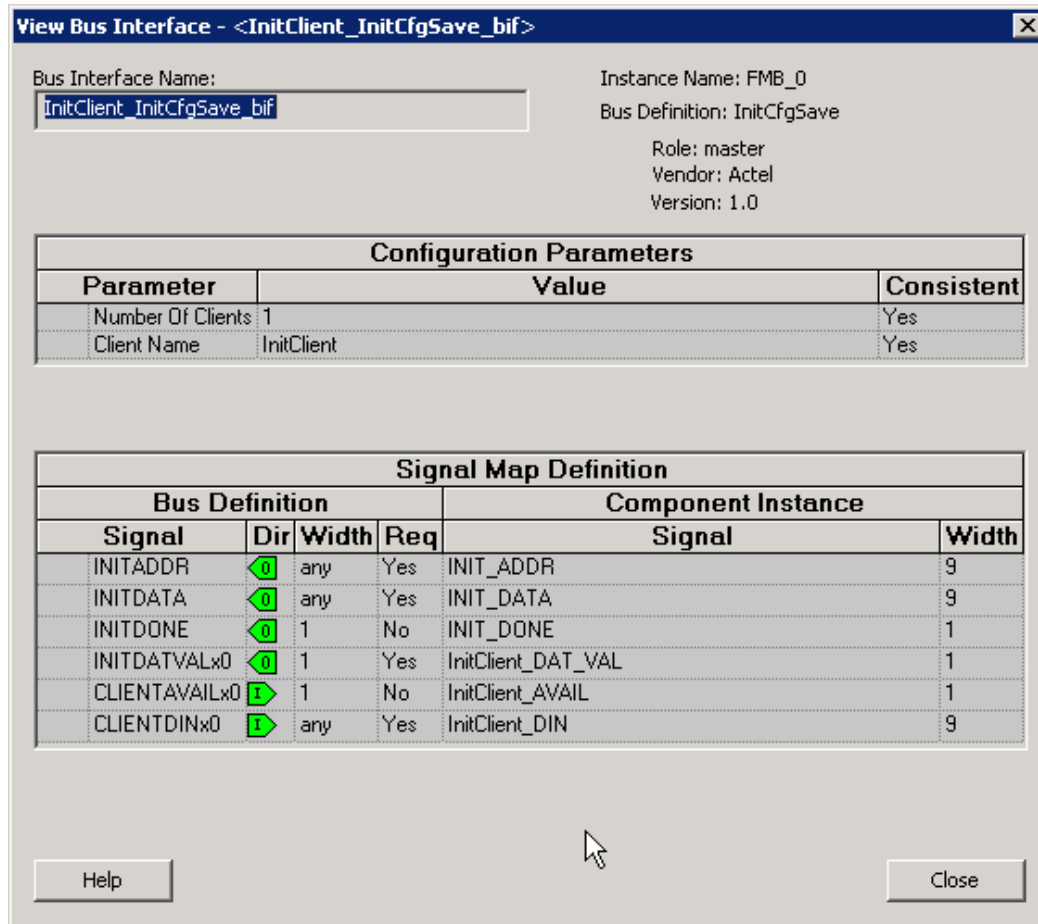 View Bus Interface - <InitClient_InitCfgSave_bif>
Bus Interface Name:
InitClient_InitCfgSave_bif
Instance Name: FMB_0
Bus Definition: InitCfgSave
Role: master
Vendor: Actel
Version: 1.0
Configuration Parameters
Parameter Value Consistent
Number Of Clients 1 Yes
Client Name InitClient Yes
Signal Map Definition
Bus Definition Component Instance
Signal Dir Width Req Signal Width
INITADDR O any Yes INIT_ADDR 9
INITDATA O any Yes INIT_DATA 9
INITDONE O 1 No INIT_DONE 1
INITDATVALx0 O 1 Yes InitClient_DAT_VAL 1
CLIENTAVAILx0 I 1 No InitClient_AVAIL 1
CLIENTDINx0 I any Yes InitClient_DIN 9
Help Close